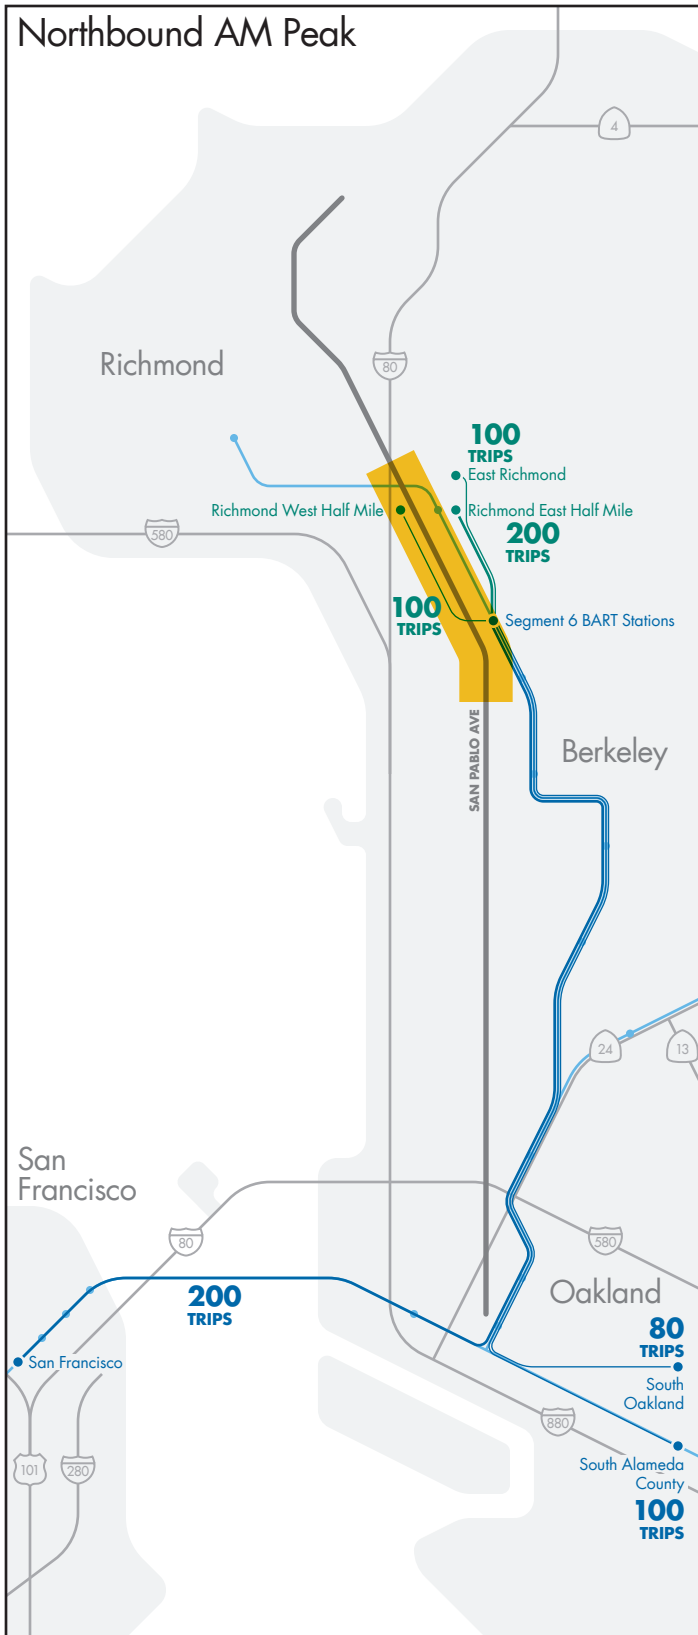 Northbound AM Peak
4
Richmond
80
100
TRIPS
East Richmond
Richmond West Half Mile
Richmond East Half Mile
200
TRIPS
580
100
TRIPS
Segment 6 BART Stations
SAN PABLO AVE
Berkeley
24
13
San
Francisco
80
580
200
TRIPS
Oakland
80
TRIPS
San Francisco
South
Oakland
880
101
280
South Alameda
County
100
TRIPS